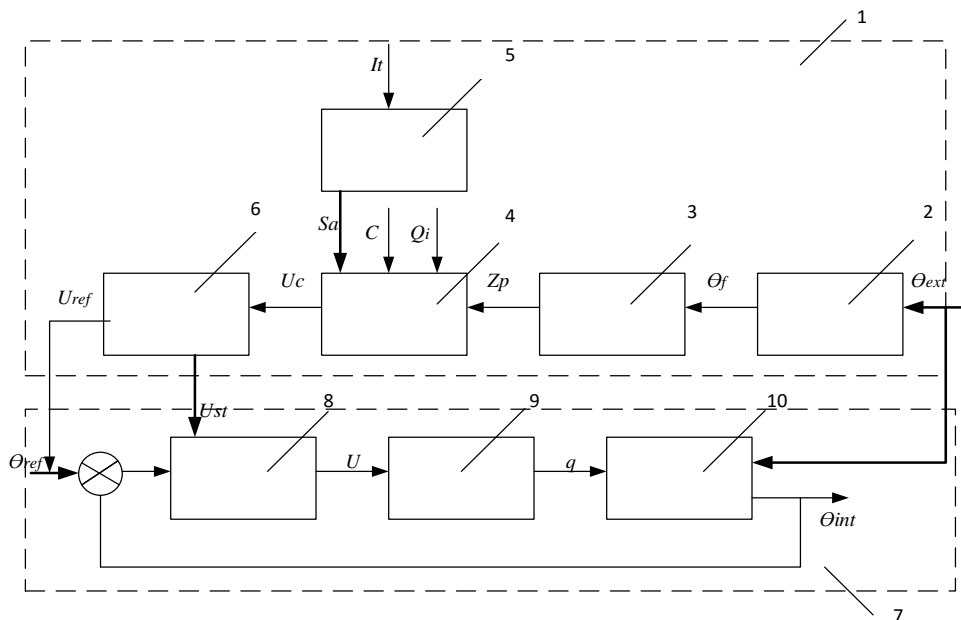 1
It
5
6
Sa
C
Qi
4
3
2
Uref
Uc
Zp
Θf
Θext
Ust
8
9
10
Θref
U
q
Θint
7